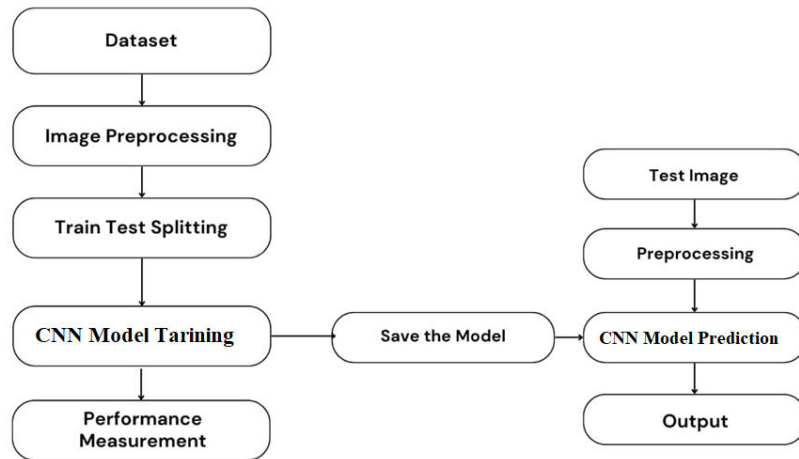 Dataset
Image Preprocessing
Train Test Splitting
CNN Model Tarining
Performance
Measurement
Save the Model
Test Image
Preprocessing
CNN Model Prediction
Output